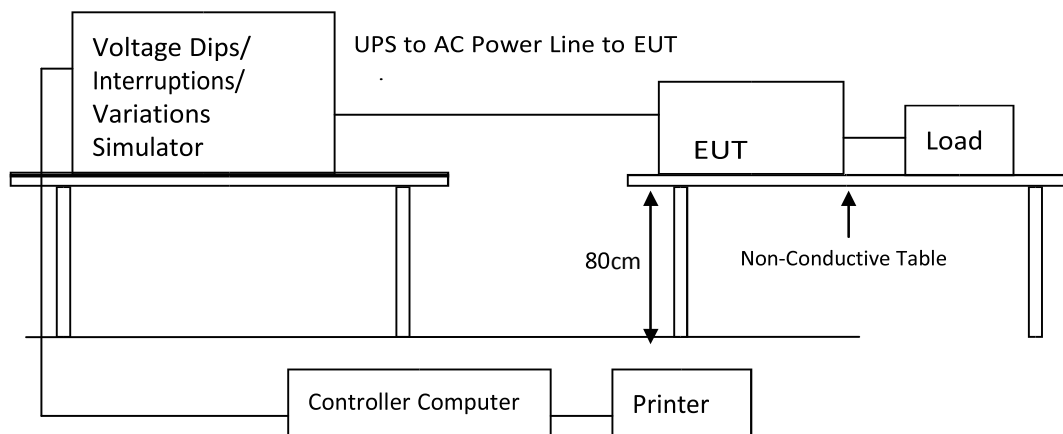 Voltage Dips/
Interruptions/
Variations
Simulator
UPS to AC Power Line to EUT
EUT
Load
80cm
Non-Conductive Table
Controller Computer
Printer